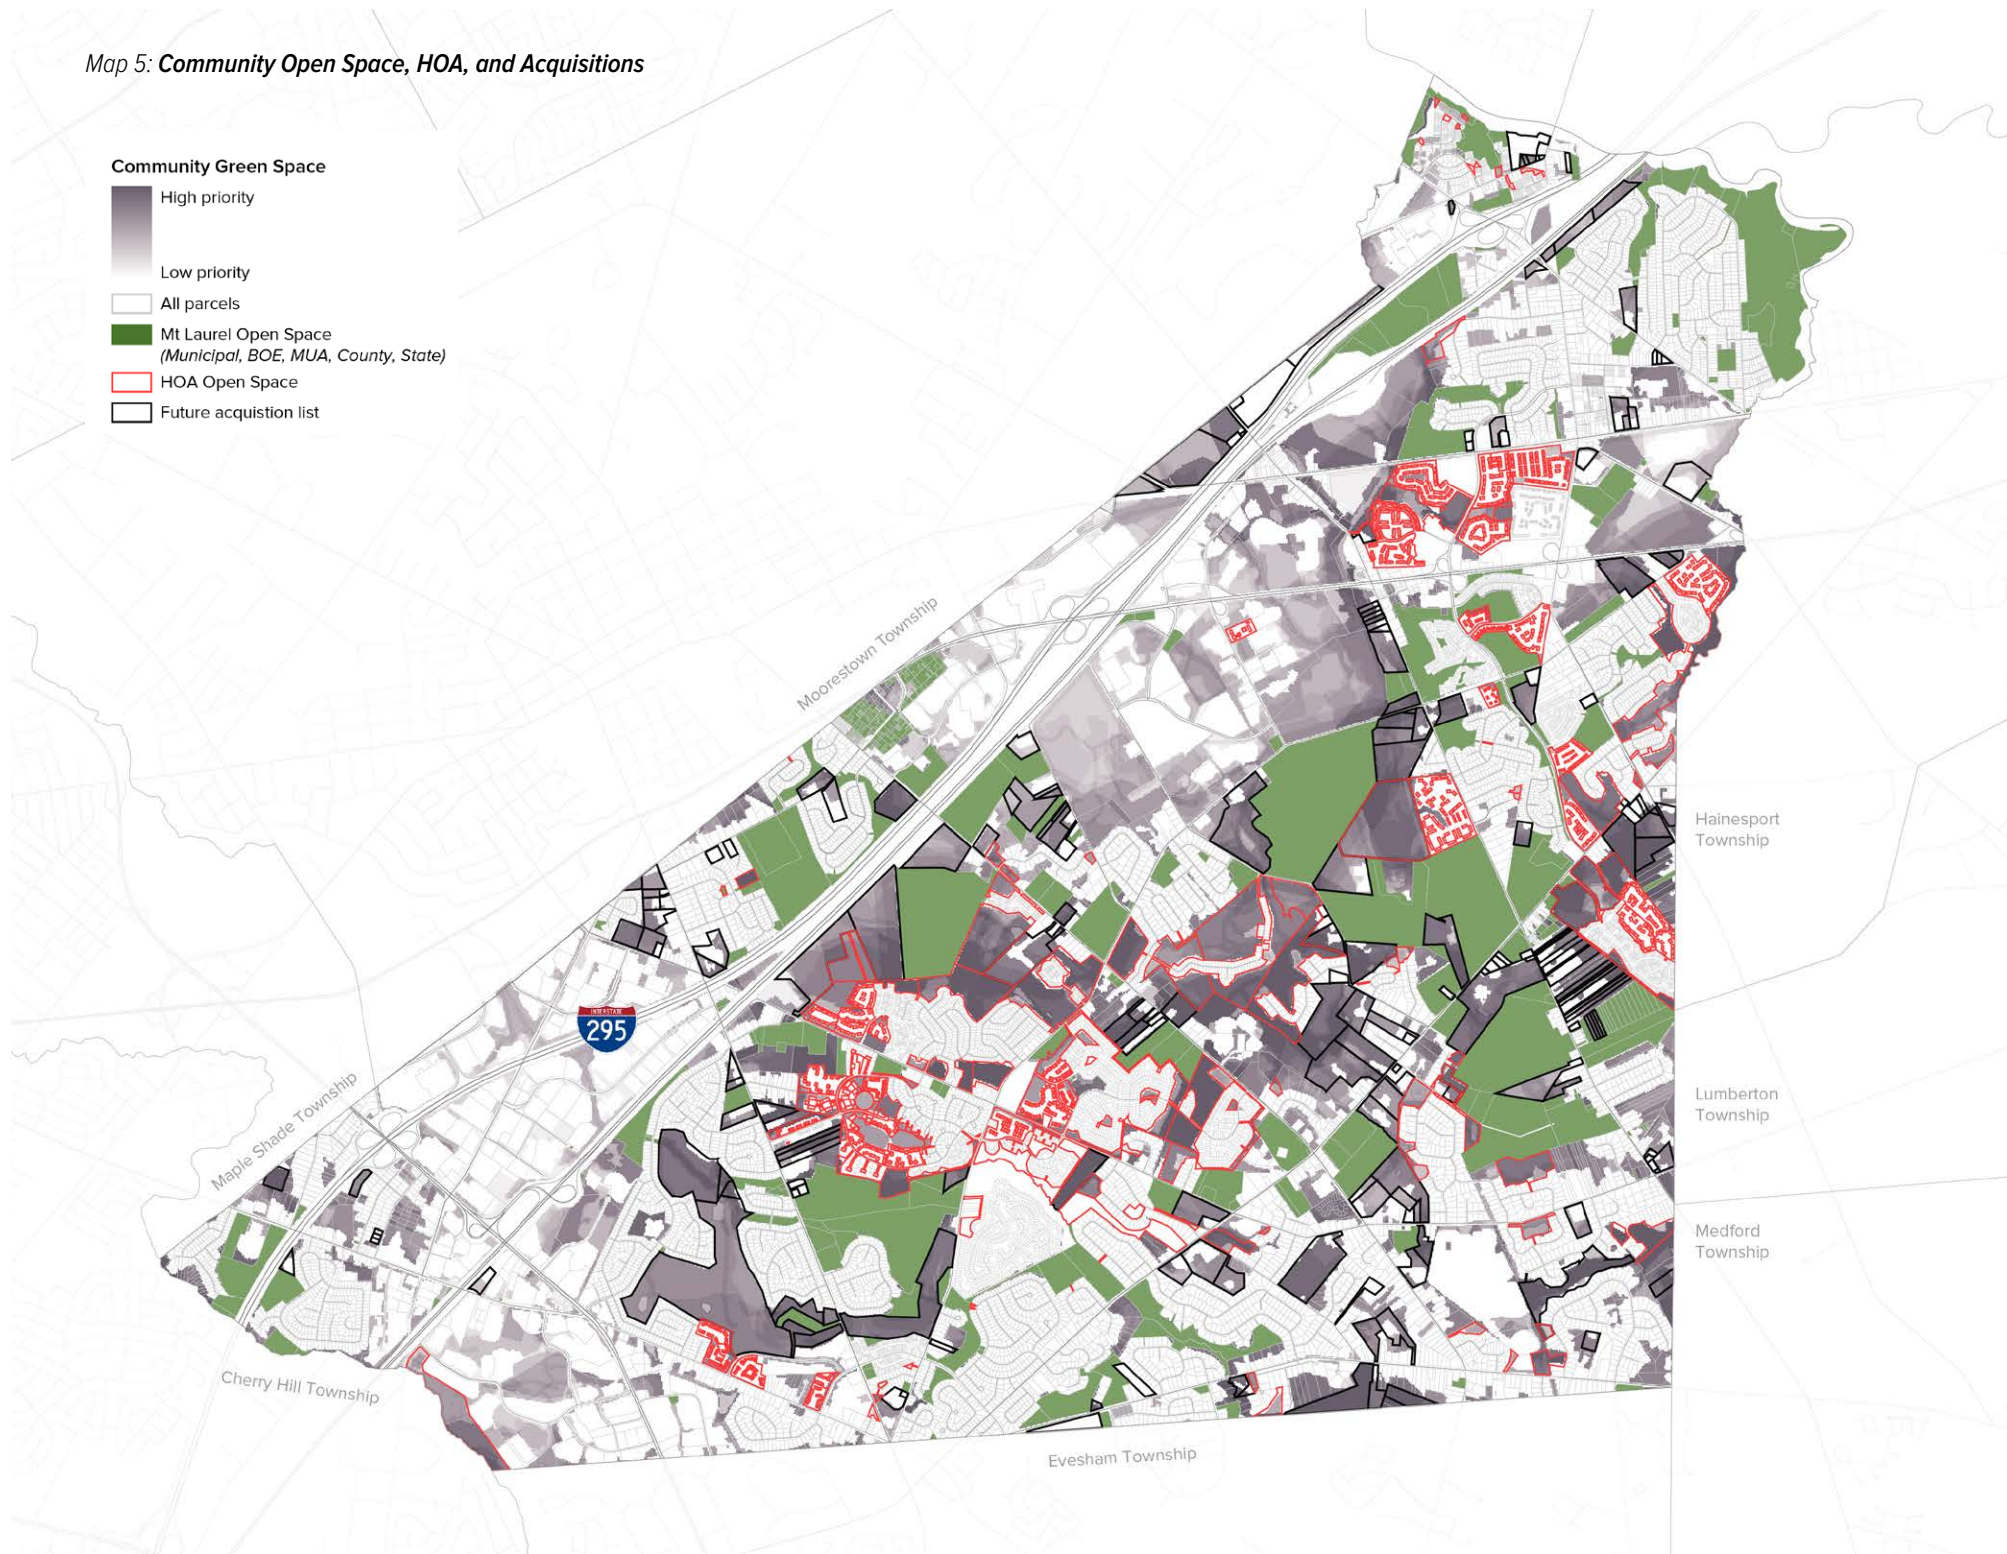 Map 5: Community Open Space, HOA, and Acquisitions
Community Green Space
High priority
Low priority
All parcels
Mt Laurel Open Space
(Municipal, BOE, MUA, County, State)
HOA Open Space
Future acquistion list
Moorestown Township
Hainesport
Township
INTERSTATE
295
Maple Shade Township
Lumberton
Township
Medford
Township
Cherry Hill Township
Evesham Township